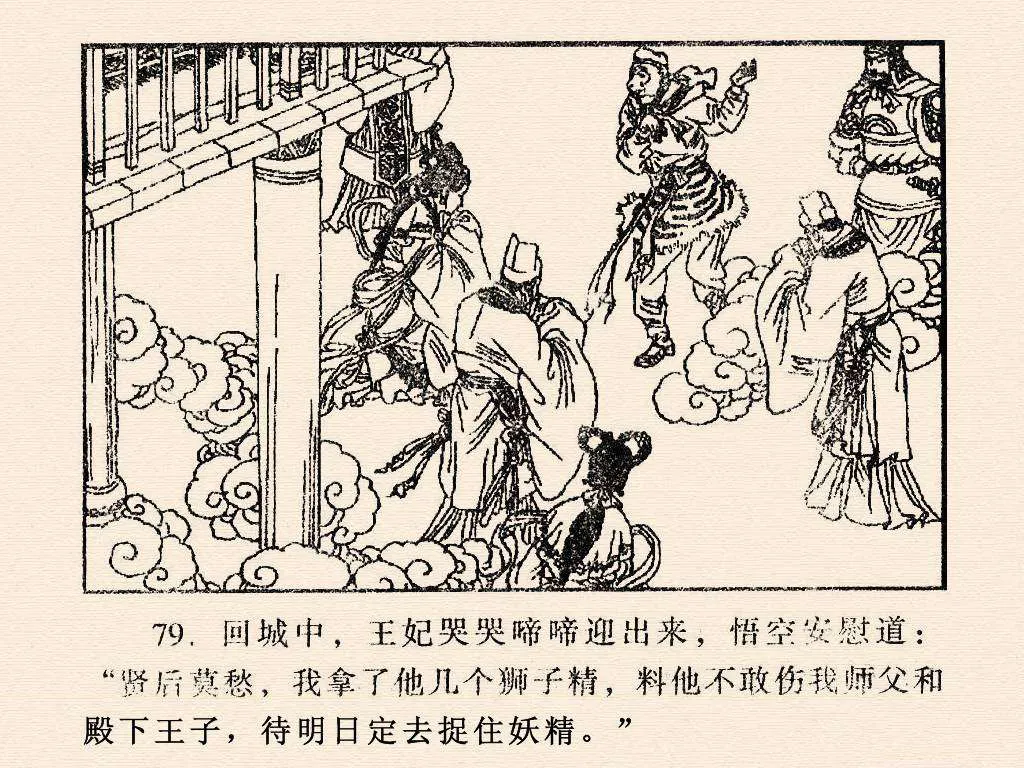 79. 回城中，王妃哭哭啼啼迎出来，悟空安慰道：
“贤后莫愁，我拿了他几个狮子精，料他不敢伤我师父和
殿下王子，待明日定去捉住妖精。”